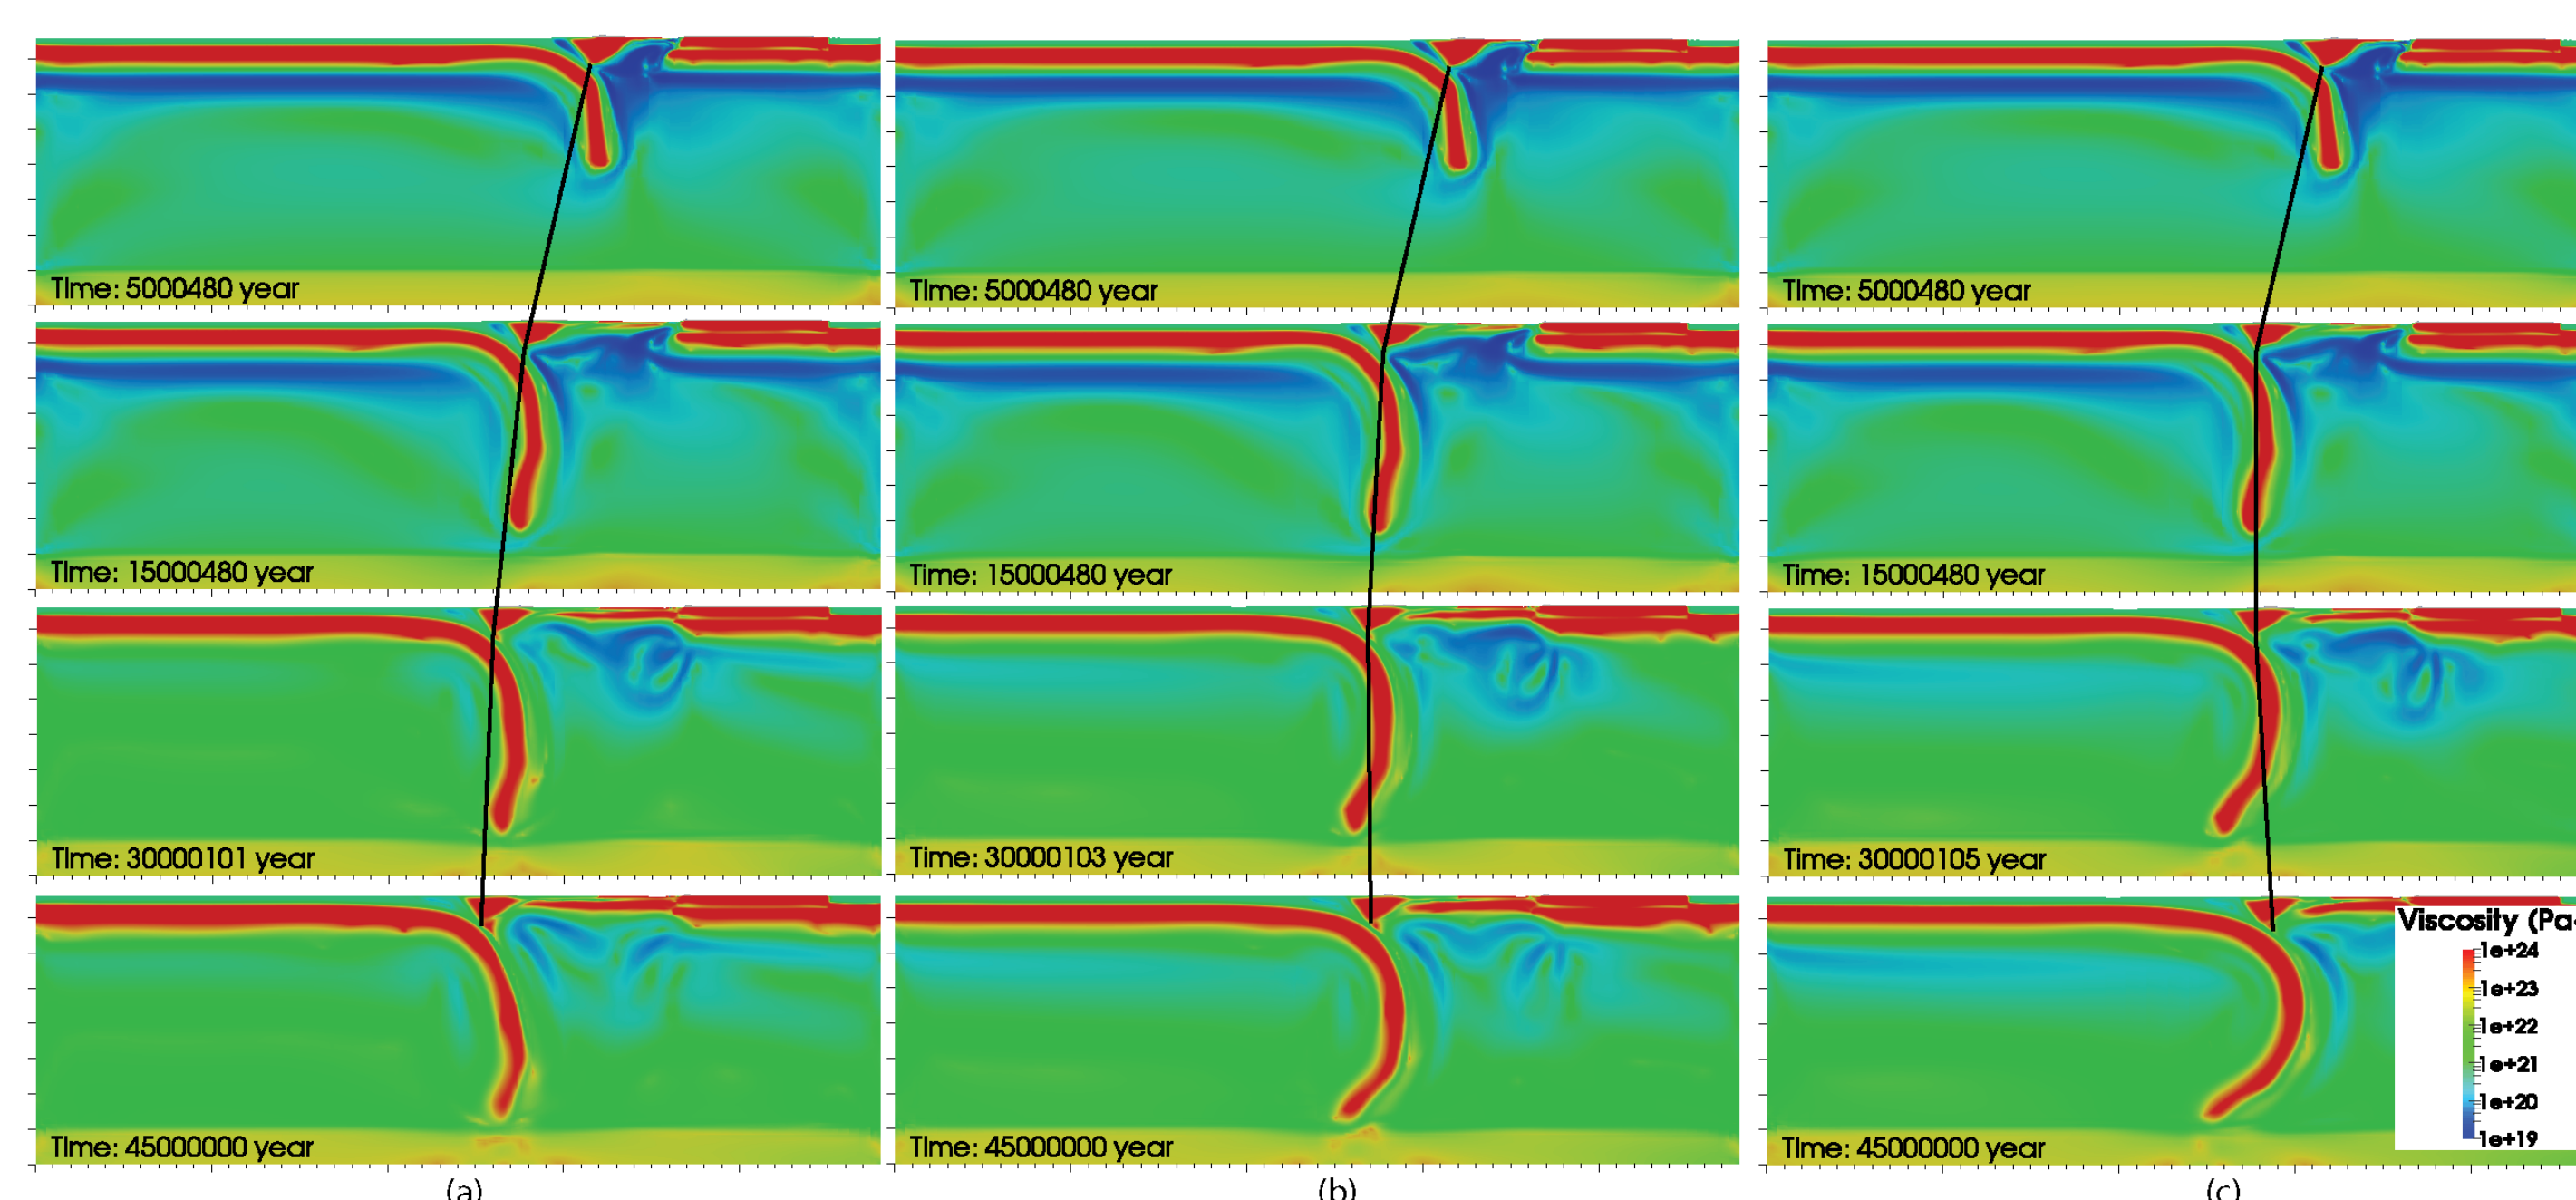 Time: 5000480 year
Time: 5000480 year
Time: 5000480 year
Time: 15000480 year
Time: 15000480 year
Time: 15000480 year
Time: 30000101 year
Time: 30000103 year
Time: 30000105 year
Viscosity (Pa
1e+24
1e+23
1e+22
1e+21
1e+20
1e+19
Time: 45000000 year
Time: 45000000 year
Time: 45000000 year
(a)
(b)
(c)